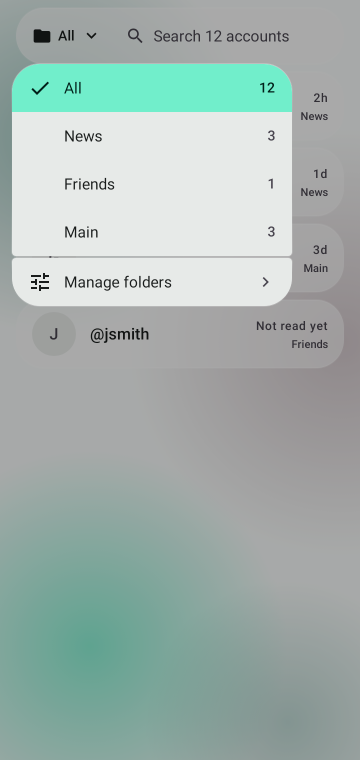 All
Search 12 accounts
All 12
2h
News 3
News
Friends 1
1d
News
Main 3
3d
Main
Manage folders
J
@jsmith
Not read yet
Friends